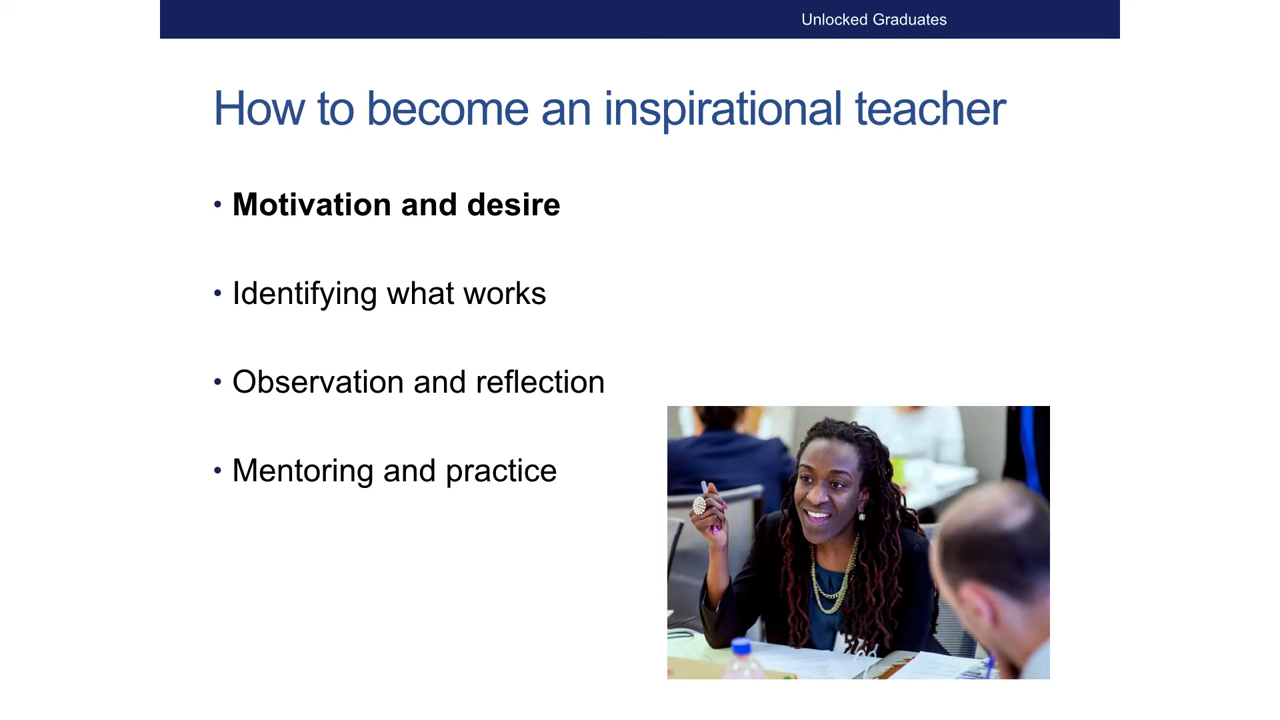 Unlocked Graduates
How to become an inspirational teacher
• Motivation and desire
• Identifying what works
• Observation and reflection
• Mentoring and practice